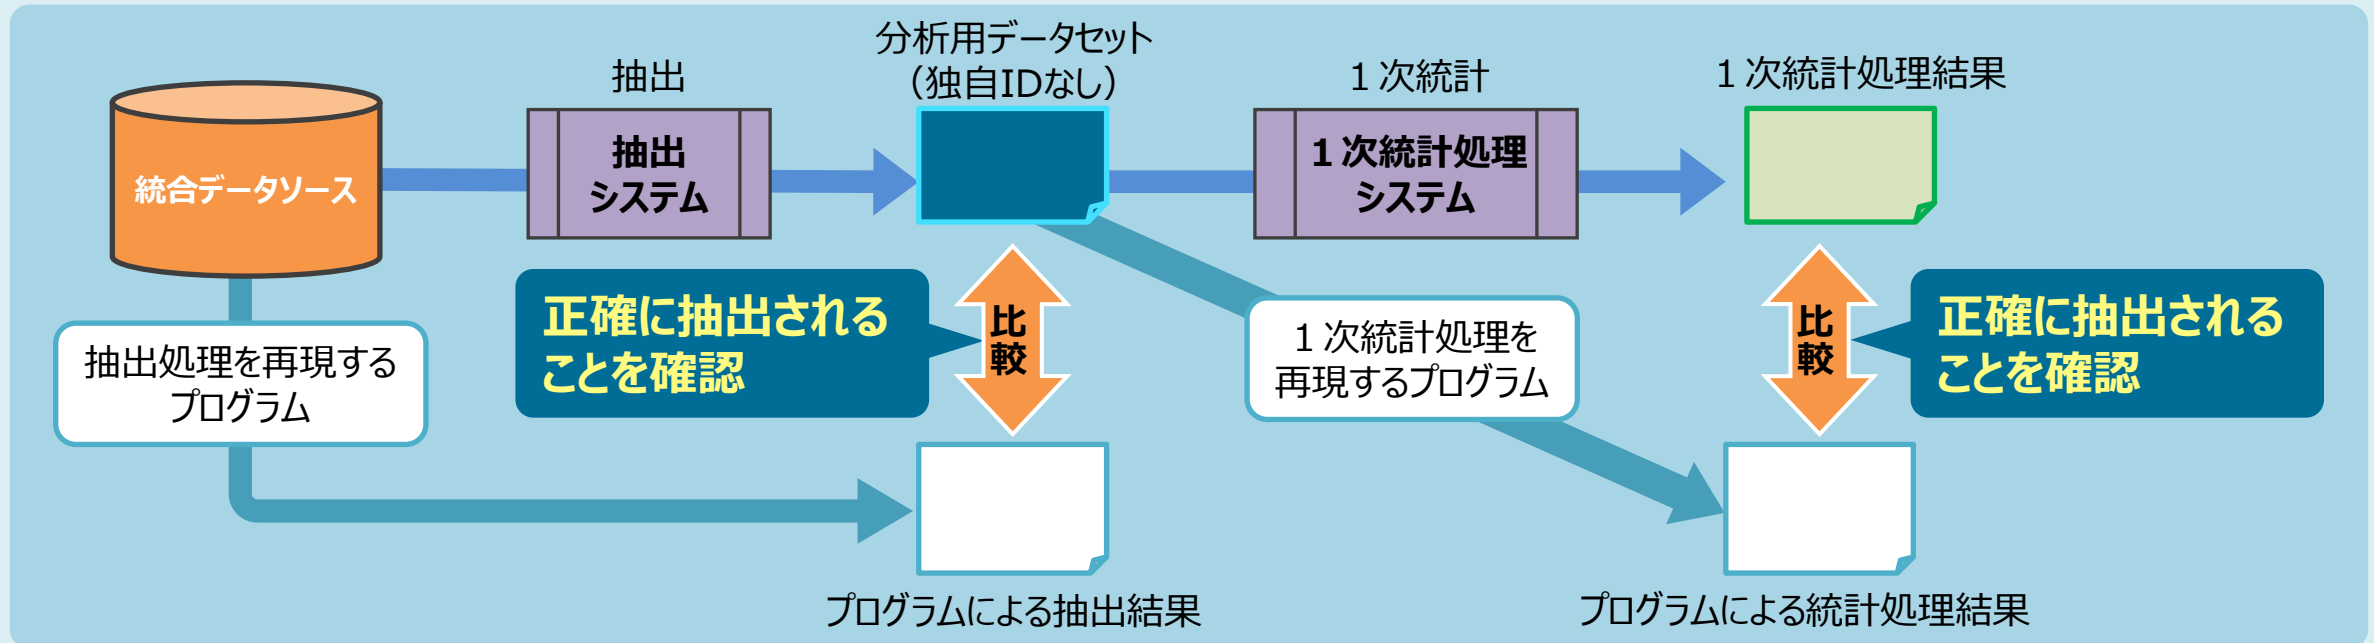 抽出
分析用データセット
（独自IDなし）
１次統計
１次統計処理結果
統合データソース
抽出
システム
１次統計処理
システム
正確に抽出される
ことを確認
比
較
１次統計処理を
再現するプログラム
比
較
正確に抽出される
ことを確認
抽出処理を再現する
プログラム
プログラムによる抽出結果
プログラムによる統計処理結果